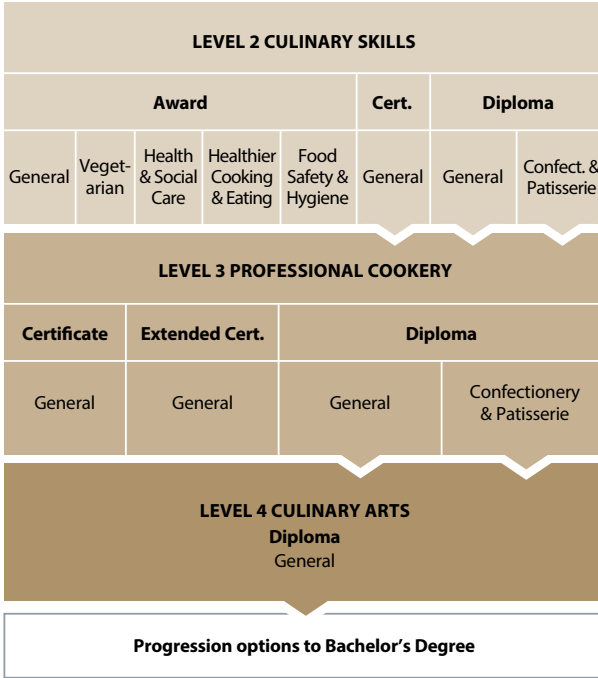 LEVEL 2 CULINARY SKILLS
Award
Cert.
Diploma
General
Veget-
arian
Health
& Social
Care
Healthier
Cooking
& Eating
Food
Safety &
Hygiene
General
General
Confect. &
Patisserie
LEVEL 3 PROFESSIONAL COOKERY
Certificate
Extended Cert.
Diploma
General
General
General
Confectionery
& Patisserie
LEVEL 4 CULINARY ARTS
Diploma
General
Progression options to Bachelor's Degree